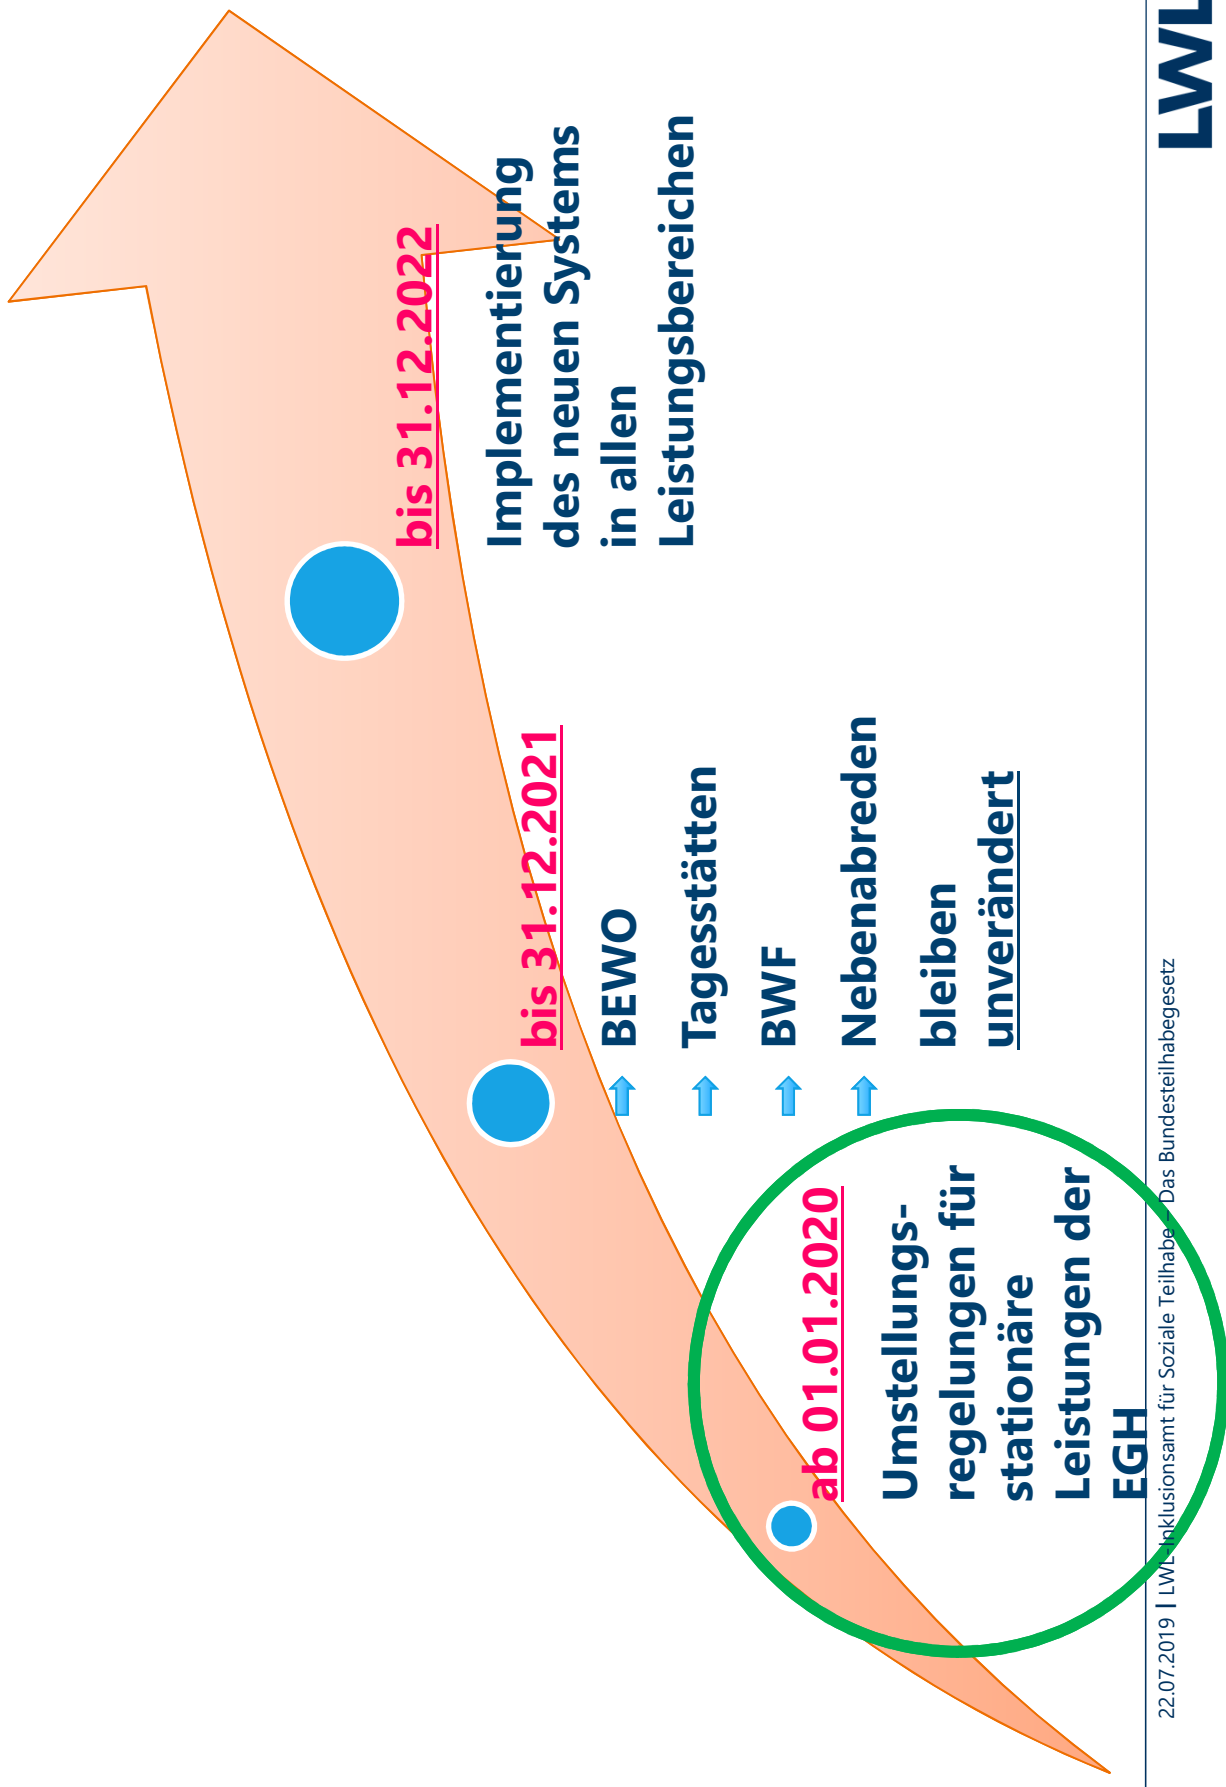 ab 01.01.2020
Umstellungs-
regelungen für
stationäre
Leistungen der
EGH
bis 31.12.2021
BEWO
Tagesstätten
BWF
Nebenabreden
bleiben
unverändert
bis 31.12.2022
Implementierung
des neuen Systems
in allen
Leistungsbereichen
22.07.2019 | LWL-Inklusionsamt für Soziale Teilhabe – Das Bundesteilhabegesetz
LWL